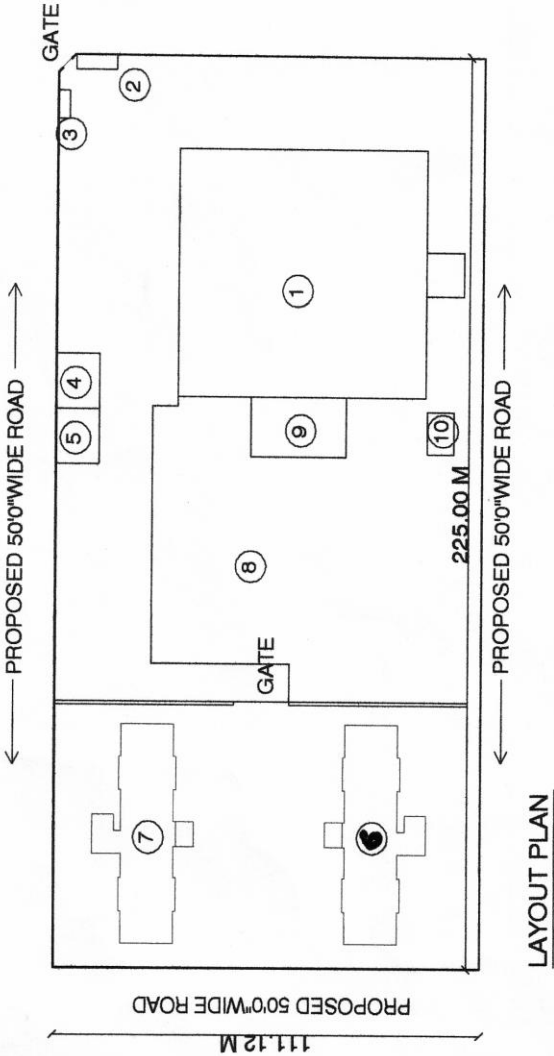 GATE
PROPOSED 50'0"WIDE ROAD
3
2
4
5
1
9
10
8
GATE
225.00 M
7
6
PROPOSED 50'0"WIDE ROAD
PROPOSED 50'0"WIDE ROAD
111.12 M
LAYOUT PLAN